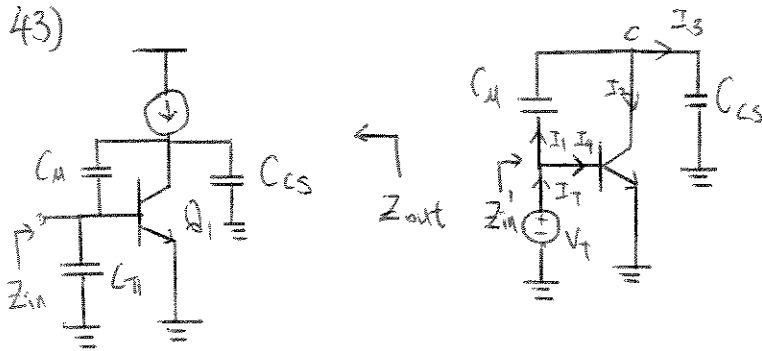 43)
C I3
Cμ I2 CCS
I1 I4
Zin' IT
VT
Cμ CCS
Q1
Zout
Zin Cπ